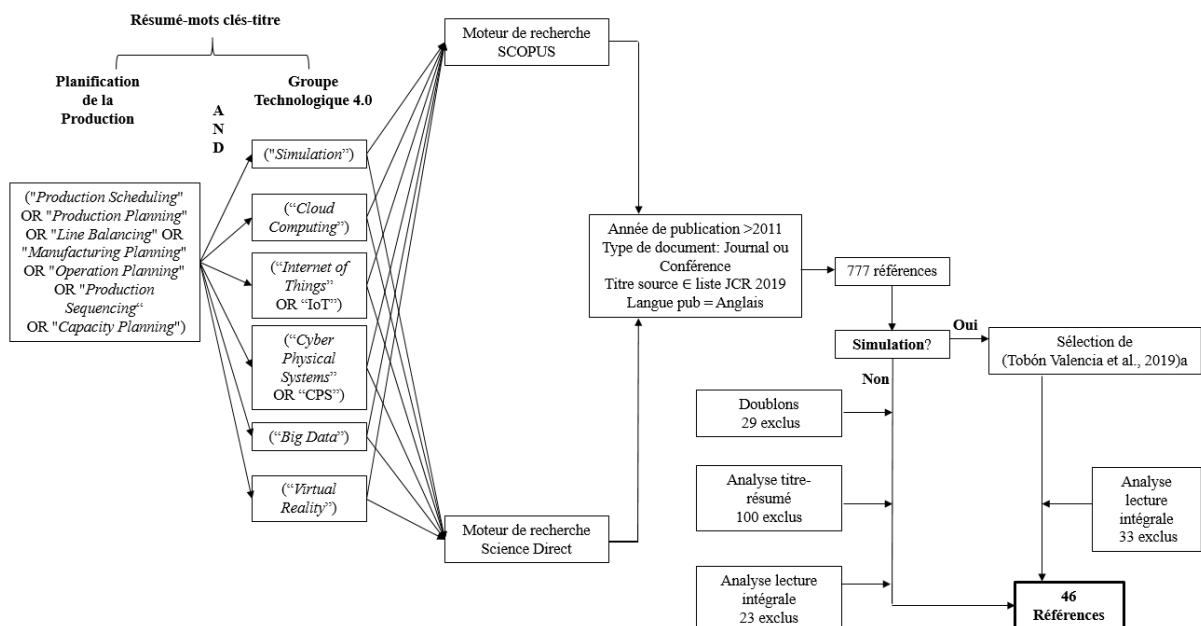 Résumé-mots clés-titre
Planification
de la
Production
A
N
D
Groupe
Technologique 4.0
("Production Scheduling"
OR "Production Planning"
OR "Line Balancing" OR
"Manufacturing Planning"
OR "Operation Planning"
OR "Production
Sequencing“
OR "Capacity Planning")
("Simulation”)
(“Cloud
Computing”)
(“Internet of
Things”
OR “IoT”)
(“Cyber
Physical
Systems”
OR “CPS”)
(“Big Data”)
(“Virtual
Reality”)
Moteur de recherche
SCOPUS
Moteur de recherche
Science Direct
Année de publication >2011
Type de document: Journal ou
Conférence
Titre source ∈ liste JCR 2019
Langue pub = Anglais
777 références
Simulation?
Oui
Non
Sélection de
(Tobón Valencia et al., 2019)a
Doublons
29 exclus
Analyse titre-
résumé
100 exclus
Analyse lecture
intégrale
23 exclus
Analyse
lecture
intégrale
33 exclus
46
Références